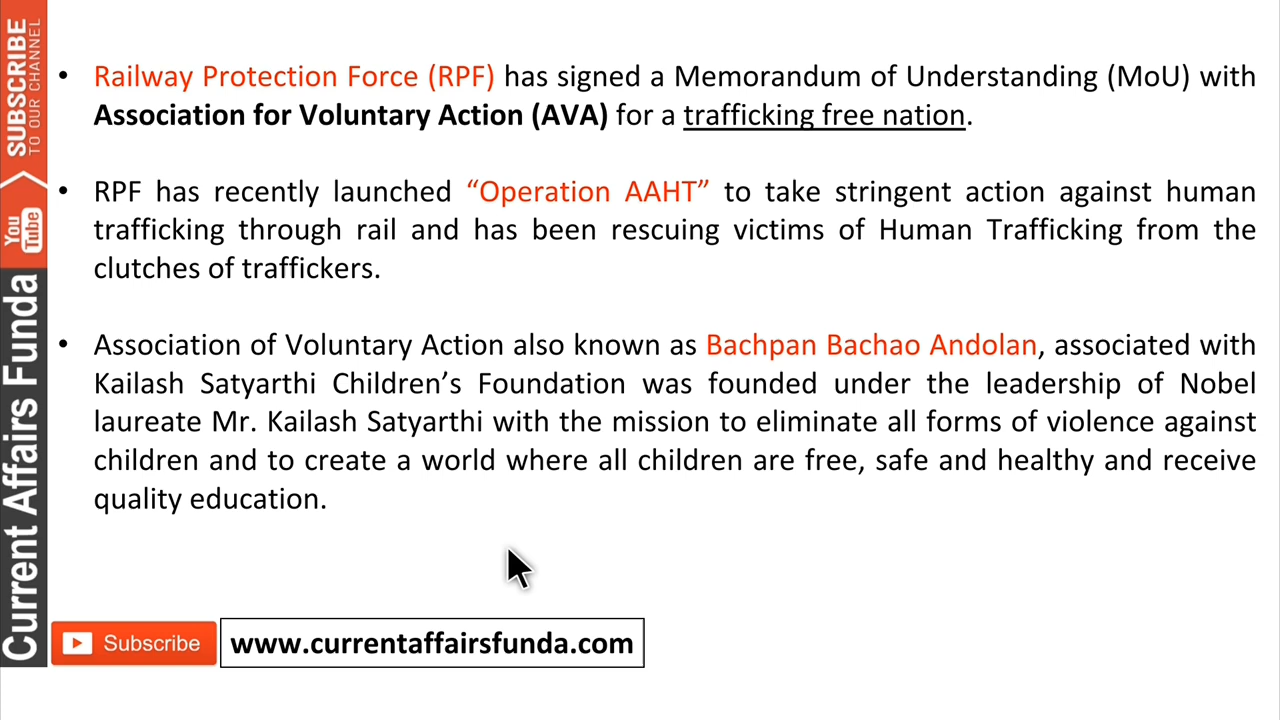 SUBSCRIBE
TO OUR CHANNEL
You
Tube
Current Affairs Funda
• Railway Protection Force (RPF) has signed a Memorandum of Understanding (MoU) with
Association for Voluntary Action (AVA) for a trafficking free nation.
• RPF has recently launched “Operation AAHT” to take stringent action against human
trafficking through rail and has been rescuing victims of Human Trafficking from the
clutches of traffickers.
• Association of Voluntary Action also known as Bachpan Bachao Andolan, associated with
Kailash Satyarthi Children’s Foundation was founded under the leadership of Nobel
laureate Mr. Kailash Satyarthi with the mission to eliminate all forms of violence against
children and to create a world where all children are free, safe and healthy and receive
quality education.
Subscribe
www.currentaffairsfunda.com